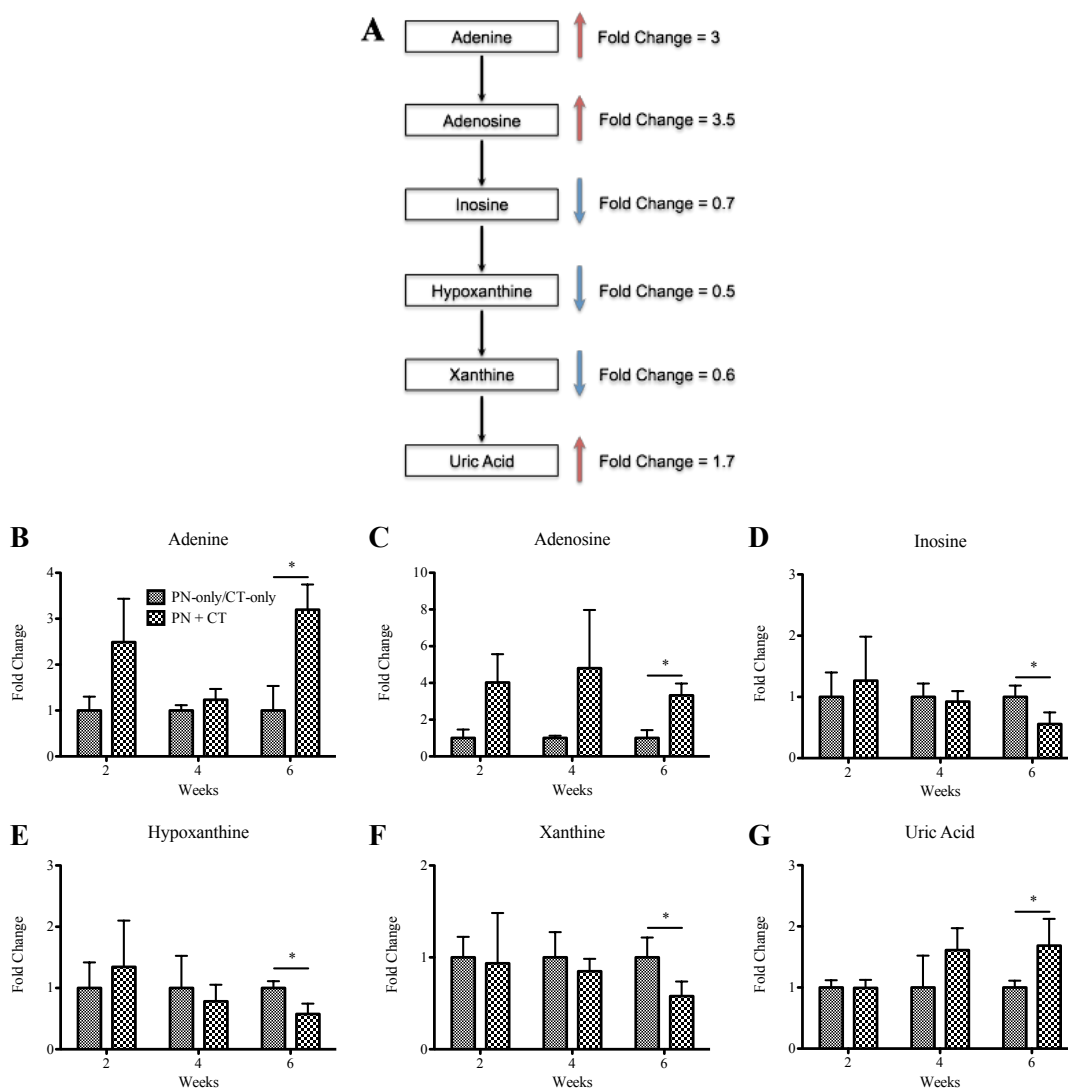 A
Adenine
Fold Change = 3
Adenosine
Fold Change = 3.5
Inosine
Fold Change = 0.7
Hypoxanthine
Fold Change = 0.5
Xanthine
Fold Change = 0.6
Uric Acid
Fold Change = 1.7
B
Adenine
Fold Change
4
3
2
1
0
PN-only/CT-only
PN + CT
*
2 4 6
Weeks
C
Adenosine
Fold Change
10
8
6
4
2
0
*
2 4 6
Weeks
D
Inosine
Fold Change
3
2
1
0
*
2 4 6
Weeks
E
Hypoxanthine
Fold Change
3
2
1
0
*
2 4 6
Weeks
F
Xanthine
Fold Change
2
1
0
*
2 4 6
Weeks
G
Uric Acid
Fold Change
3
2
1
0
*
2 4 6
Weeks